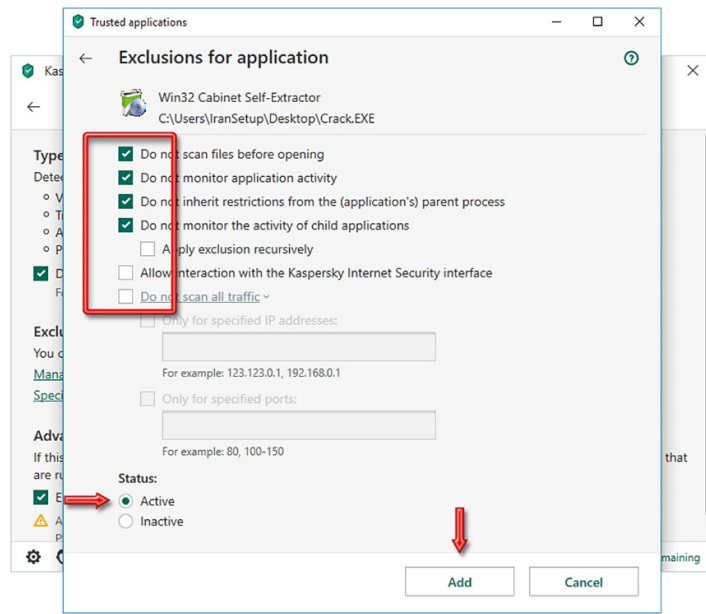 Trusted applications
Exclusions for application
Win32 Cabinet Self-Extractor
C:\Users\IranSetup\Desktop\Crack.EXE
Do not scan files before opening
Do not monitor application activity
Do not inherit restrictions from the (application's) parent process
Do not monitor the activity of child applications
Apply exclusion recursively
Allow interaction with the Kaspersky Internet Security interface
Do not scan all traffic
Only for specified IP addresses:
For example: 123.123.0.1, 192.168.0.1
Only for specified ports:
For example: 80, 100-150
Status:
Active
Inactive
Add
Cancel
Kas
Type
Dete
Exclu
You c
Mana
Speci
Adva
If this
that
are ru
maining